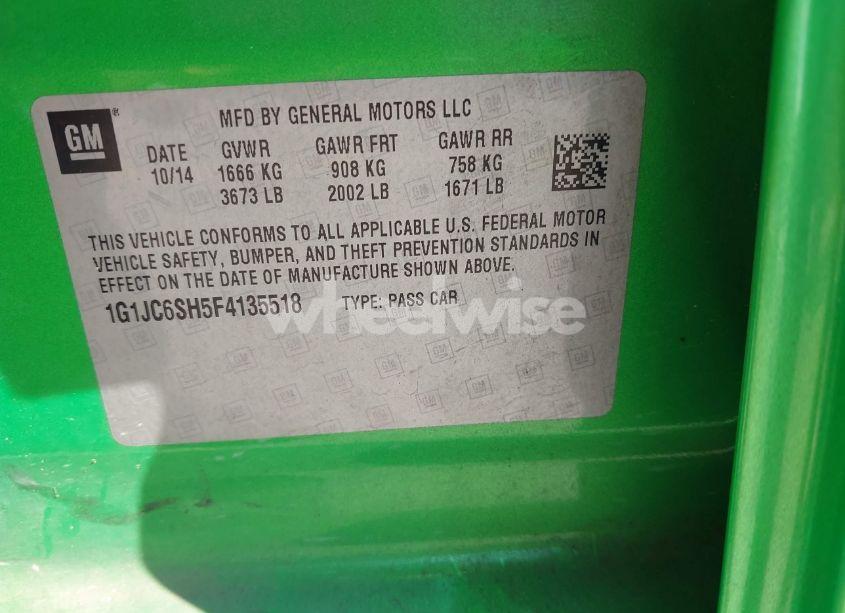 GM ® MFD BY GENERAL MOTORS LLC
DATE GVWR GAWR FRT GAWR RR
10/14 1666 KG 908 KG 758 KG
3673 LB 2002 LB 1671 LB
THIS VEHICLE CONFORMS TO ALL APPLICABLE U.S. FEDERAL MOTOR
VEHICLE SAFETY, BUMPER, AND THEFT PREVENTION STANDARDS IN
EFFECT ON THE DATE OF MANUFACTURE SHOWN ABOVE.
1G1JC6SH5F4135518 TYPE: PASS CAR
wheelwise